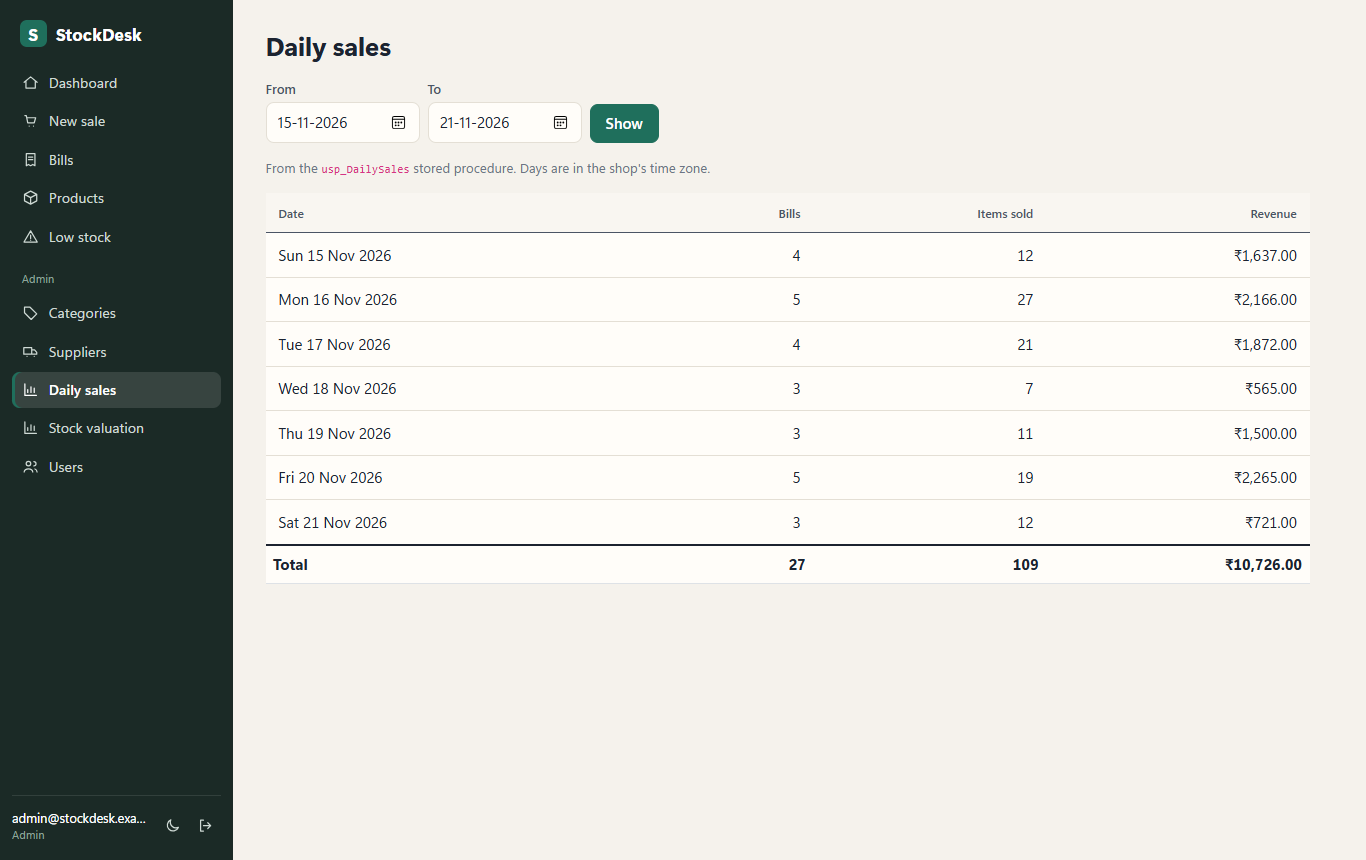 S StockDesk
Dashboard
New sale
Bills
Products
Low stock
Admin
Categories
Suppliers
Daily sales
Stock valuation
Users
admin@stockdesk.exa...
Admin
Daily sales
From To
15-11-2026 21-11-2026 Show
From the usp_DailySales stored procedure. Days are in the shop's time zone.
Date Bills Items sold Revenue
Sun 15 Nov 2026 4 12 ₹1,637.00
Mon 16 Nov 2026 5 27 ₹2,166.00
Tue 17 Nov 2026 4 21 ₹1,872.00
Wed 18 Nov 2026 3 7 ₹565.00
Thu 19 Nov 2026 3 11 ₹1,500.00
Fri 20 Nov 2026 5 19 ₹2,265.00
Sat 21 Nov 2026 3 12 ₹721.00
Total 27 109 ₹10,726.00